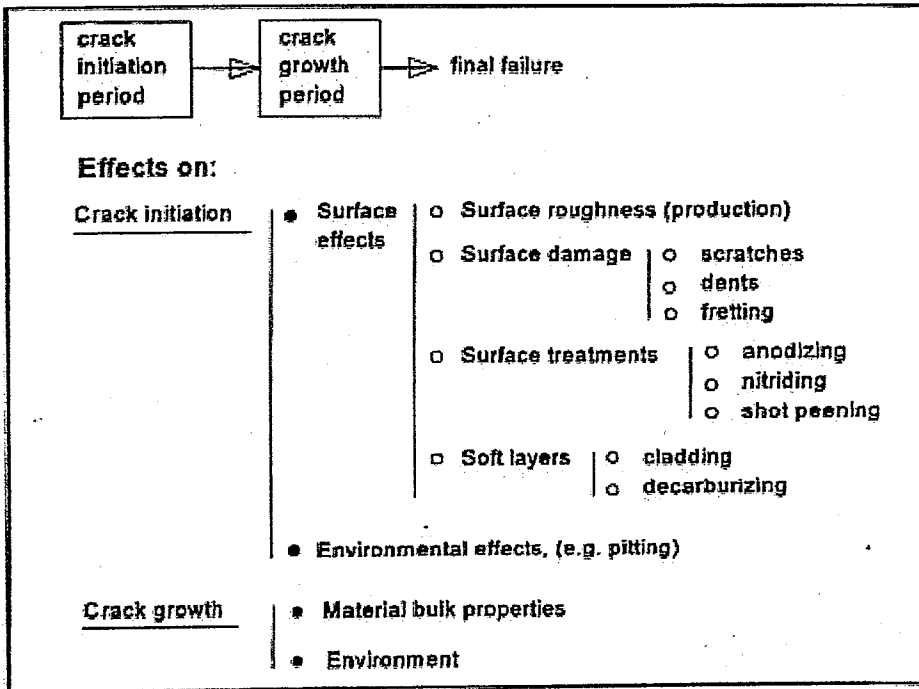 crack initiation period
crack growth period
final failure
Effects on:
Crack initiation
Surface effects
Surface roughness (production)
Surface damage
scratches
dents
fretting
Surface treatments
anodizing
nitriding
shot peening
Soft layers
cladding
decarburizing
Environmental effects, (e.g. pitting)
Crack growth
Material bulk properties
Environment